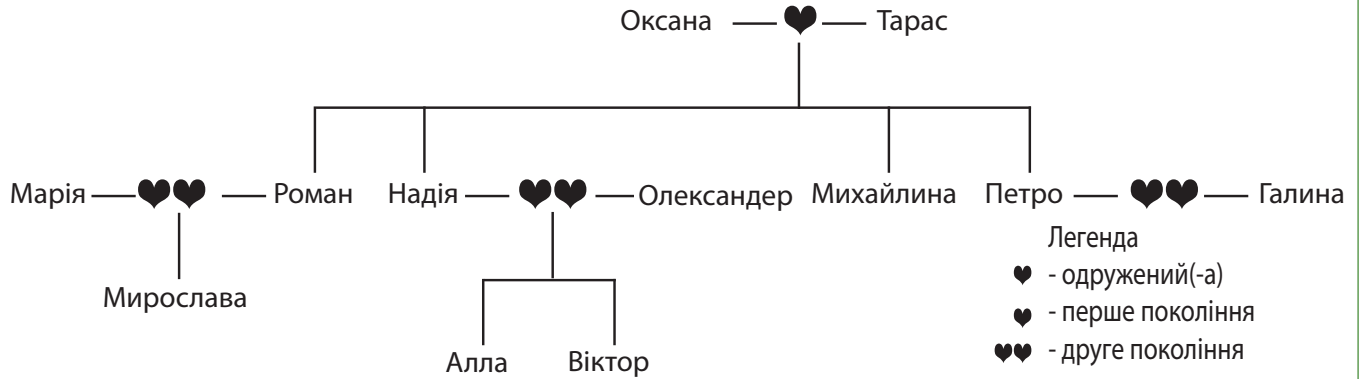 Оксана Тарас
Марія Роман Надія Олександер Михайлина Петро Галина
Легенда
- одружений(-а)
Мирослава
- перше покоління
- друге покоління
Алла Віктор